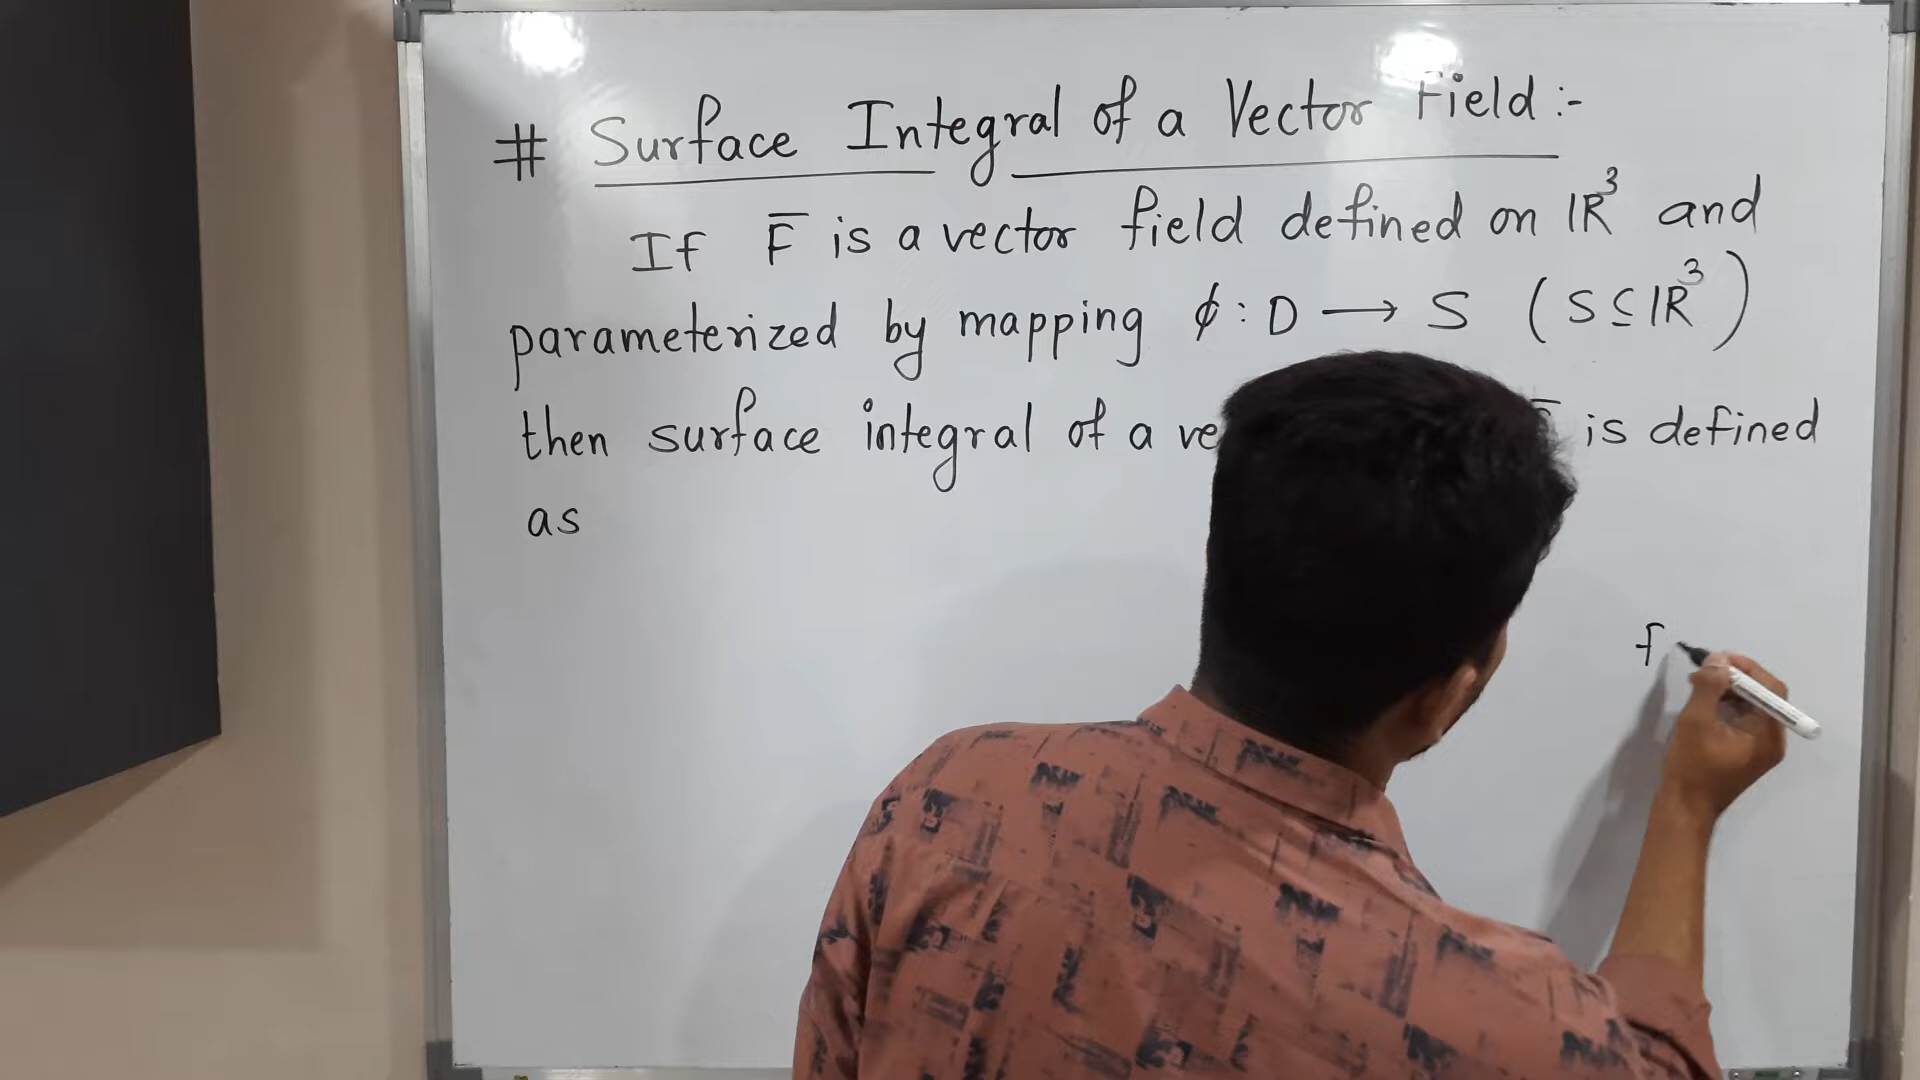 # Surface Integral of a Vector Field :-
If F̅ is a vector field defined on ℝ³ and
parameterized by mapping ϕ : D → S ( S ⊆ ℝ³ )
then surface integral of a is defined
as
f